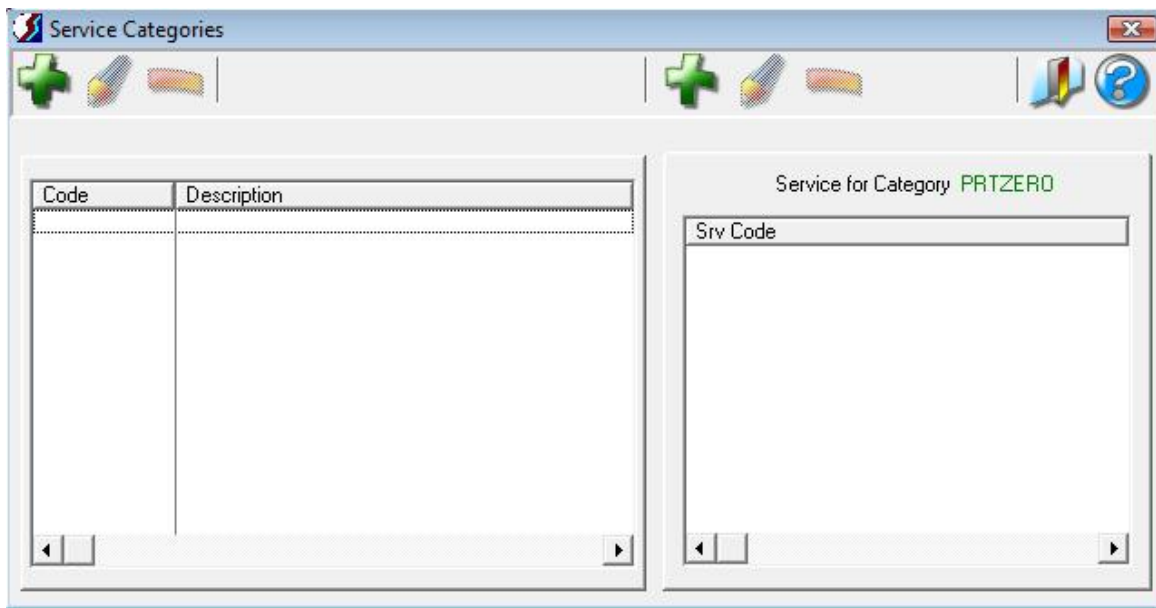 Service Categories
Code Description
Service for Category PRTZERO
Srv Code